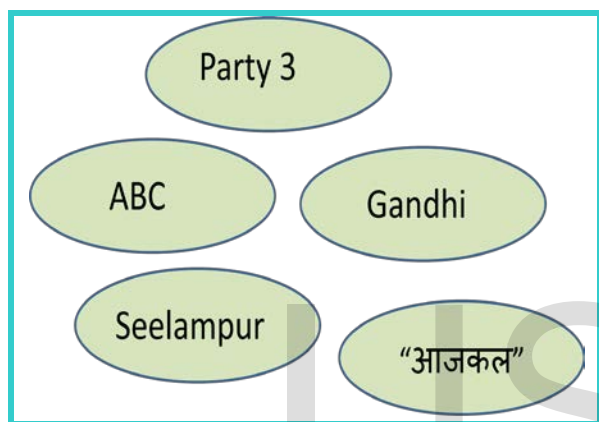 Party 3
ABC
Gandhi
Seelampur
“आजकल”